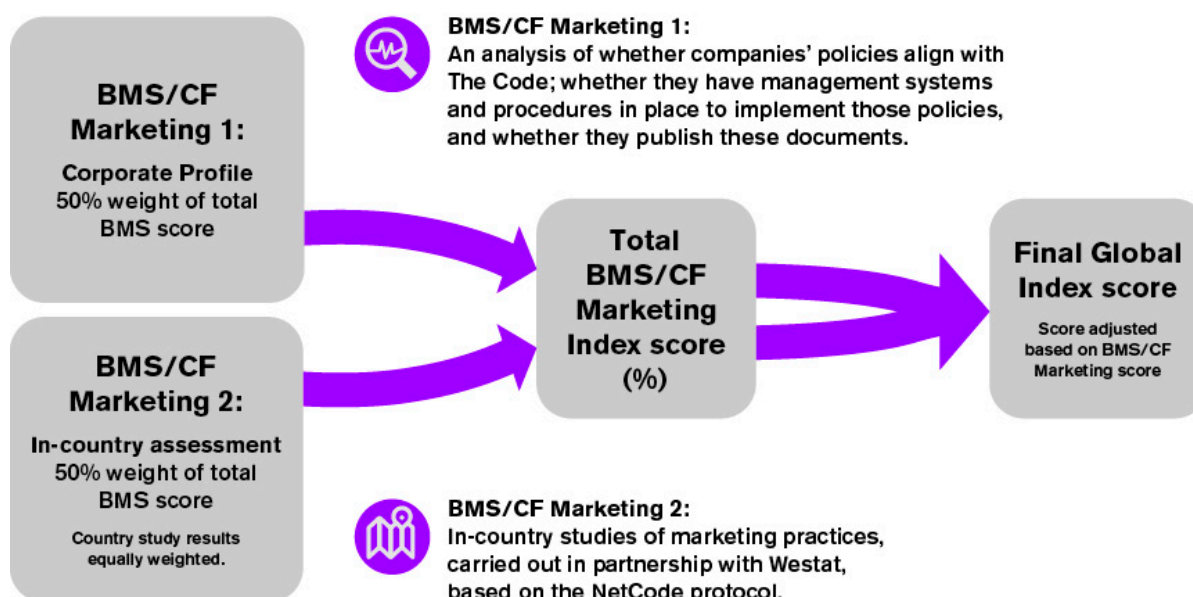 BMS/CF
Marketing 1:
Corporate Profile
50% weight of total
BMS score
BMS/CF Marketing 1:
An analysis of whether companies’ policies align with
The Code; whether they have management systems
and procedures in place to implement those policies,
and whether they publish these documents.
BMS/CF
Marketing 2:
In-country assessment
50% weight of total
BMS score
Country study results
equally weighted.
Total
BMS/CF
Marketing
Index score
(%)
Final Global
Index score
Score adjusted
based on BMS/CF
Marketing score
BMS/CF Marketing 2:
In-country studies of marketing practices,
carried out in partnership with Westat,
based on the NetCode protocol.